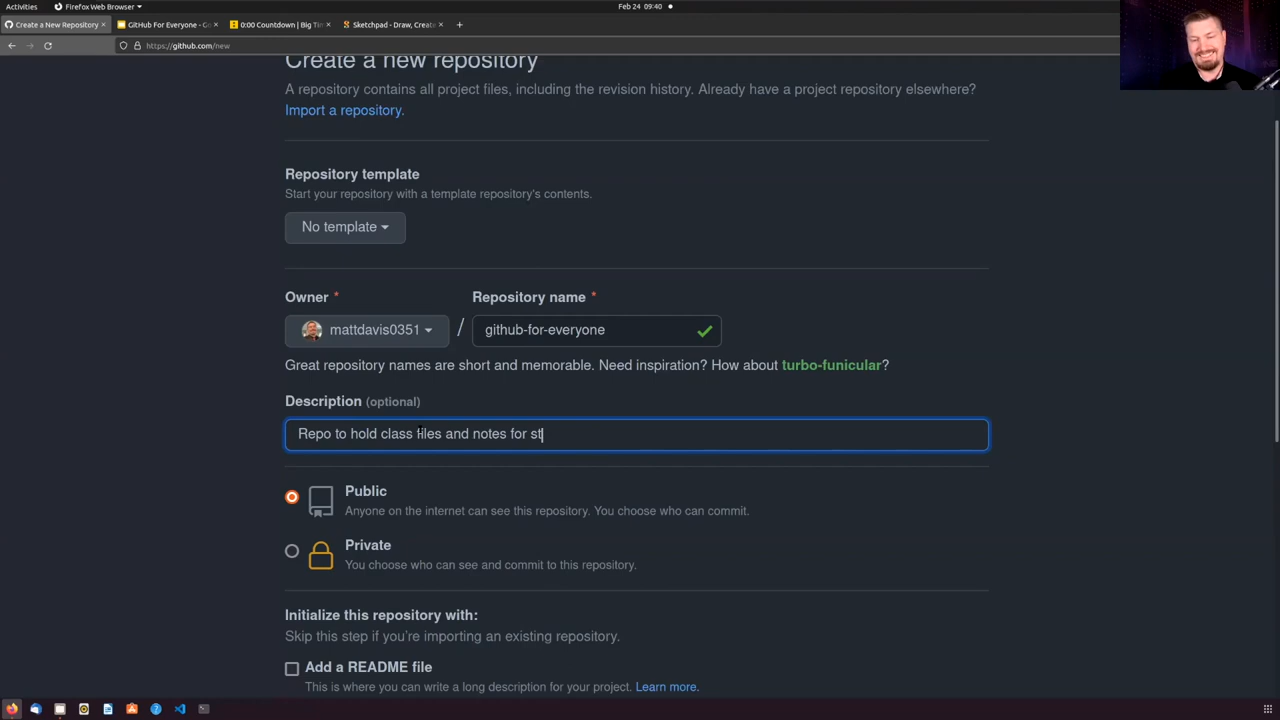 Activities
Firefox Web Browser
Feb 24 09:40
Create a New Repository
GitHub For Everyone - Go
0:00 Countdown | Big Ti
Sketchpad - Draw, Create
https://github.com/new
Create a new repository
A repository contains all project files, including the revision history. Already have a project repository elsewhere?
Import a repository.
Repository template
Start your repository with a template repository's contents.
No template
Owner * Repository name *
mattdavis0351 / github-for-everyone
Great repository names are short and memorable. Need inspiration? How about turbo-funicular?
Description (optional)
Repo to hold class files and notes for st
Public
Anyone on the internet can see this repository. You choose who can commit.
Private
You choose who can see and commit to this repository.
Initialize this repository with:
Skip this step if you're importing an existing repository.
Add a README file
This is where you can write a long description for your project. Learn more.